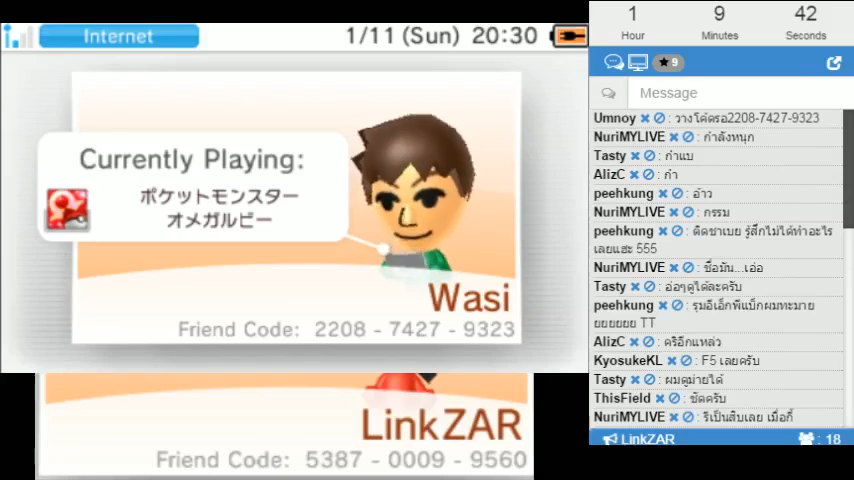 Internet
1/11 (Sun) 20:30
Currently Playing:
ポケットモンスター
オメガルビー
Wasi
Friend Code: 2208 - 7427 - 9323
LinkZAR
Friend Code: 5387 - 0009 - 9560
1 9 42
Hour Minutes Seconds
9
Message
Umnoy : วางโค้ดรอ2208-7427-9323
NuriMYLIVE : กำลังหนุก
Tasty : กำแบ
AlizC : กำ
peehkung : อ้าว
NuriMYLIVE : กรรม
peehkung : ติดชาเบย รู้สึกไม่ได้ทำอะไร
เลยแฮะ 555
NuriMYLIVE : ชื่อมัน...เอ่อ
Tasty : อ่อๆดูได้ละครับ
peehkung : รุมอีเอ็กพีแบ็กผมทะมาย
ยยยยยย TT
AlizC : คริอีกแหล่ว
KyosukeKL : F5 เลยครับ
Tasty : ผมดูม่ายได้
ThisField : ชัดครับ
NuriMYLIVE : รีเป็นสิบเลย เมื่อกี้
LinkZAR : 18